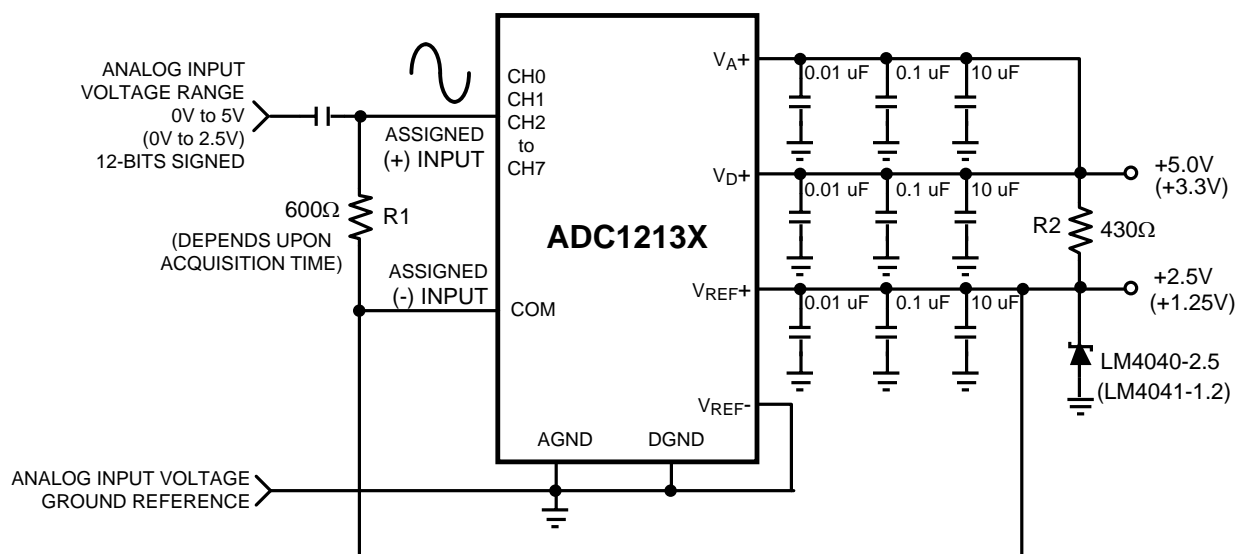 ANALOG INPUT
VOLTAGE RANGE
0V to 5V
(0V to 2.5V)
12-BITS SIGNED
600Ω
R1
(DEPENDS UPON
ACQUISITION TIME)
ASSIGNED
(+) INPUT
ASSIGNED
(-) INPUT
CH0
CH1
CH2
to
CH7
COM
ADC1213X
VA+
VD+
VREF+
VREF-
AGND
DGND
0.01 uF
0.1 uF
10 uF
0.01 uF
0.1 uF
10 uF
0.01 uF
0.1 uF
10 uF
+5.0V
(+3.3V)
R2
430Ω
+2.5V
(+1.25V)
LM4040-2.5
(LM4041-1.2)
ANALOG INPUT VOLTAGE
GROUND REFERENCE